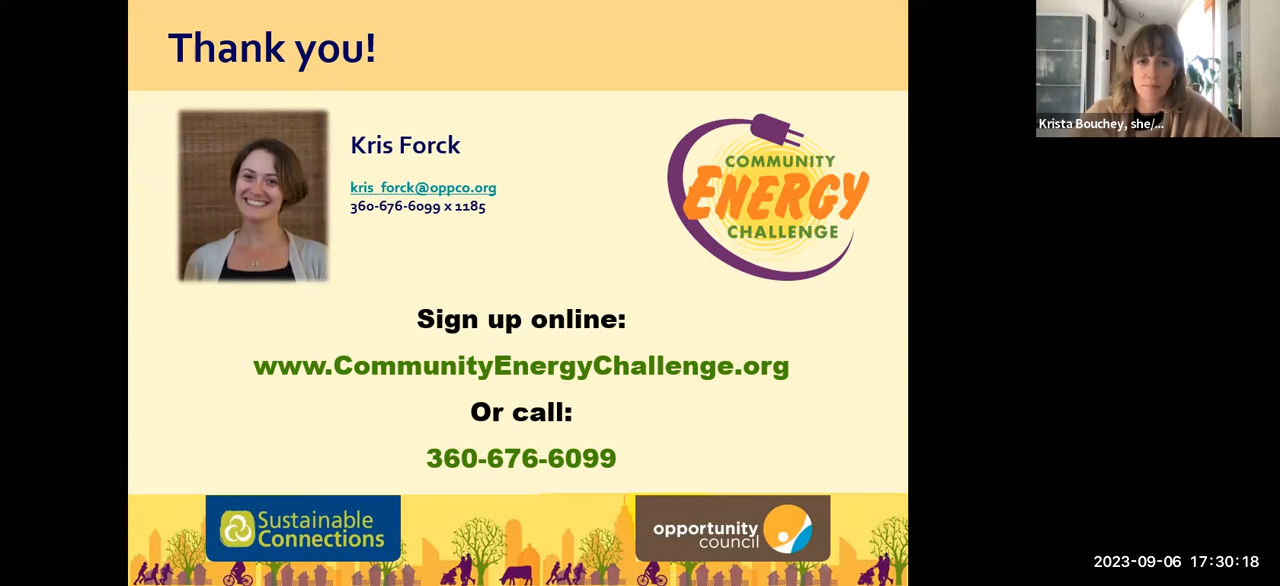 Thank you!
Kris Forck
kris_forck@oppco.org
360-676-6099 x 1185
COMMUNITY
ENERGY
CHALLENGE
Sign up online:
www.CommunityEnergyChallenge.org
Or call:
360-676-6099
Sustainable
Connections
opportunity
council
Krista Bouchey, she/...
2023-09-06 17:30:18